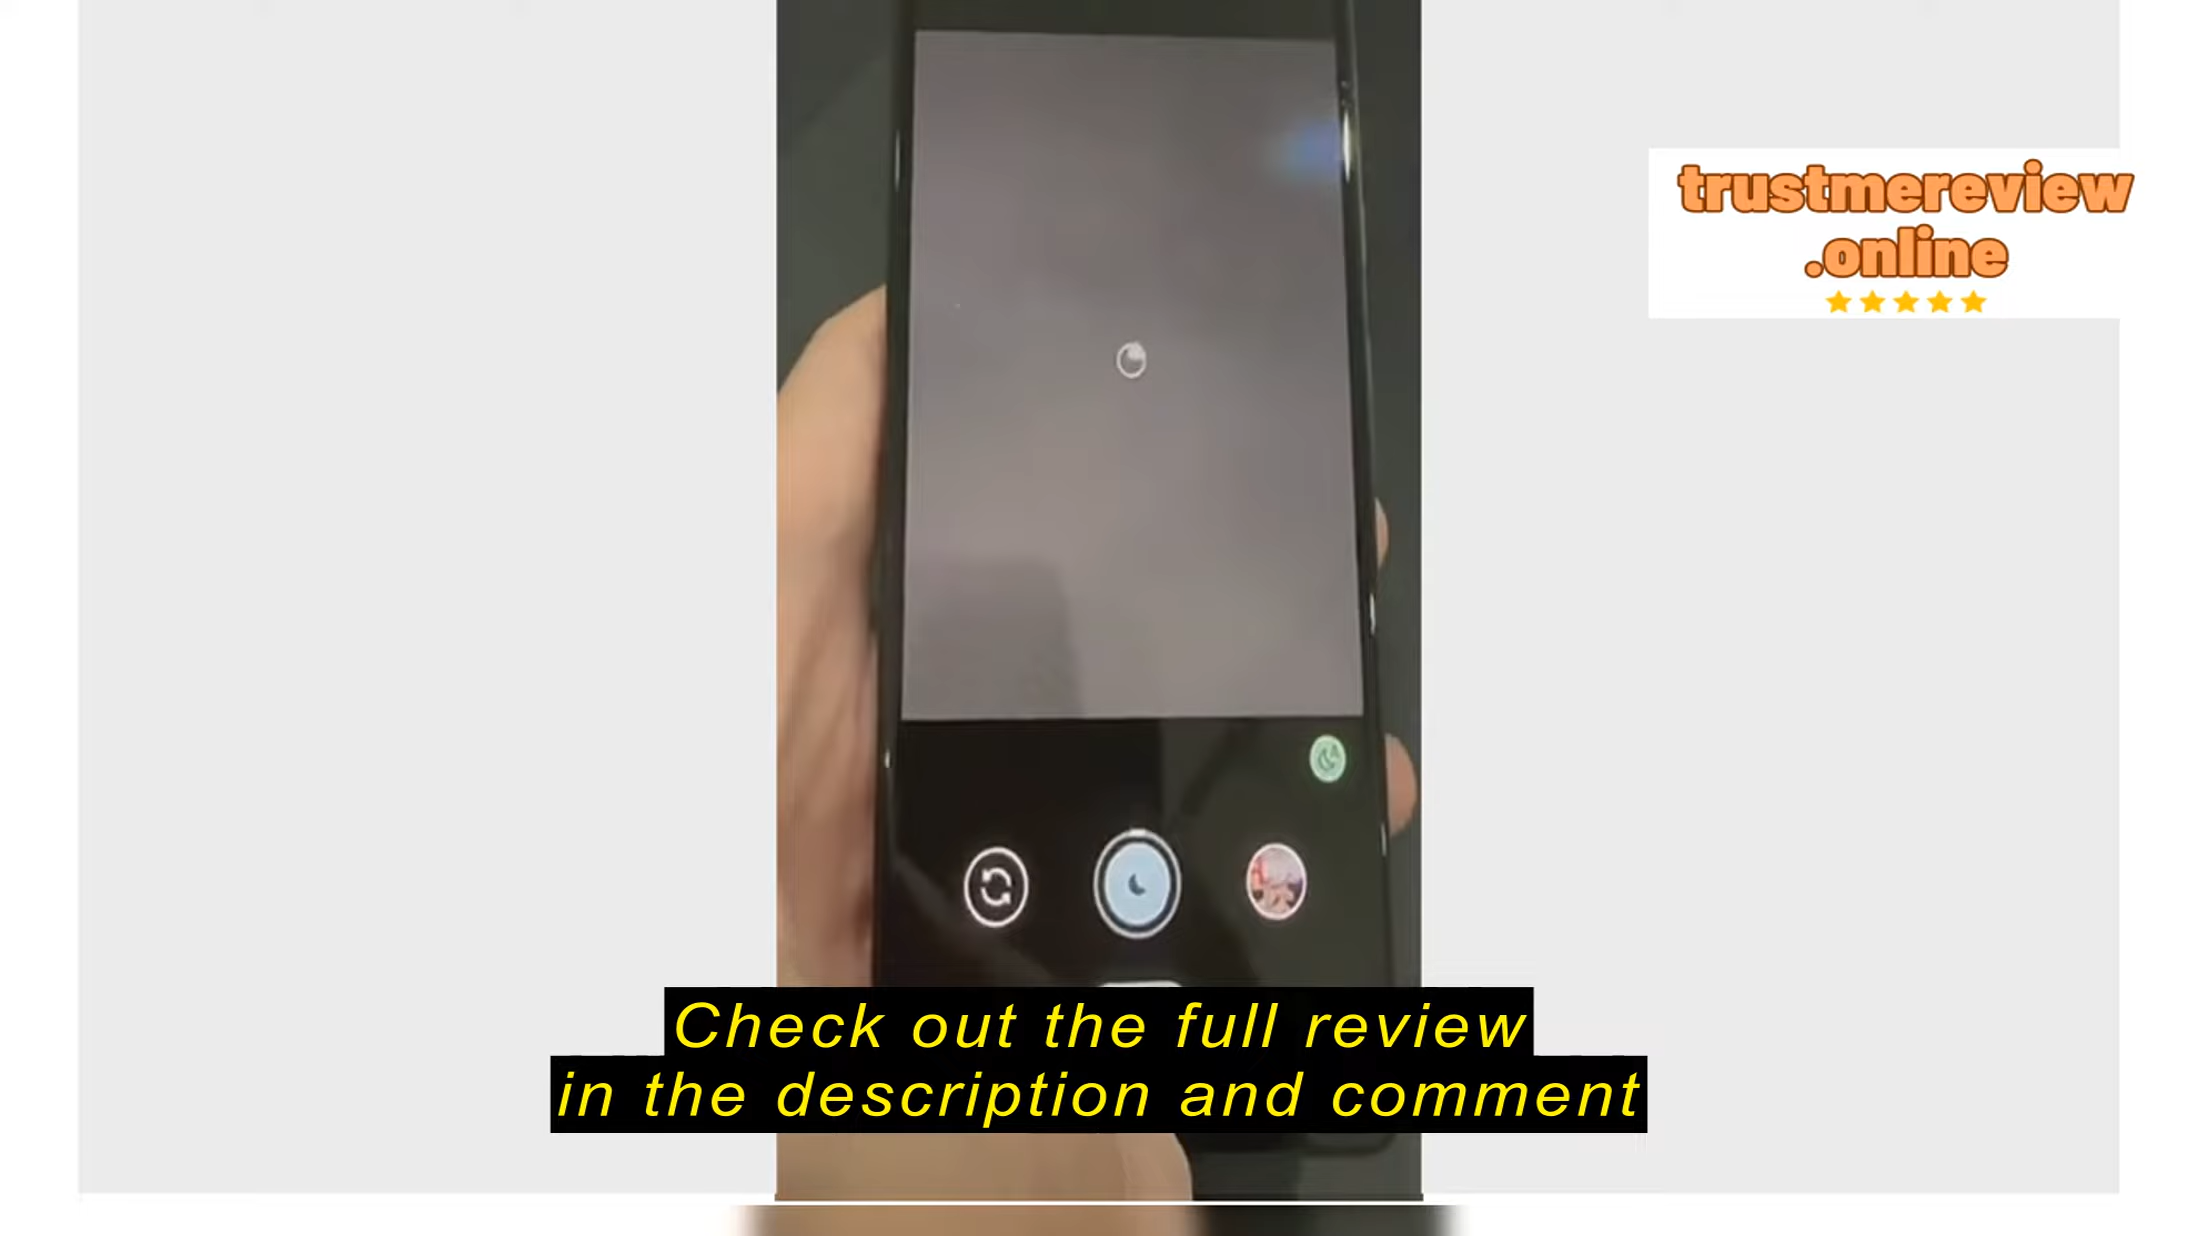 trustmereview
.online
Check out the full review
in the description and comment